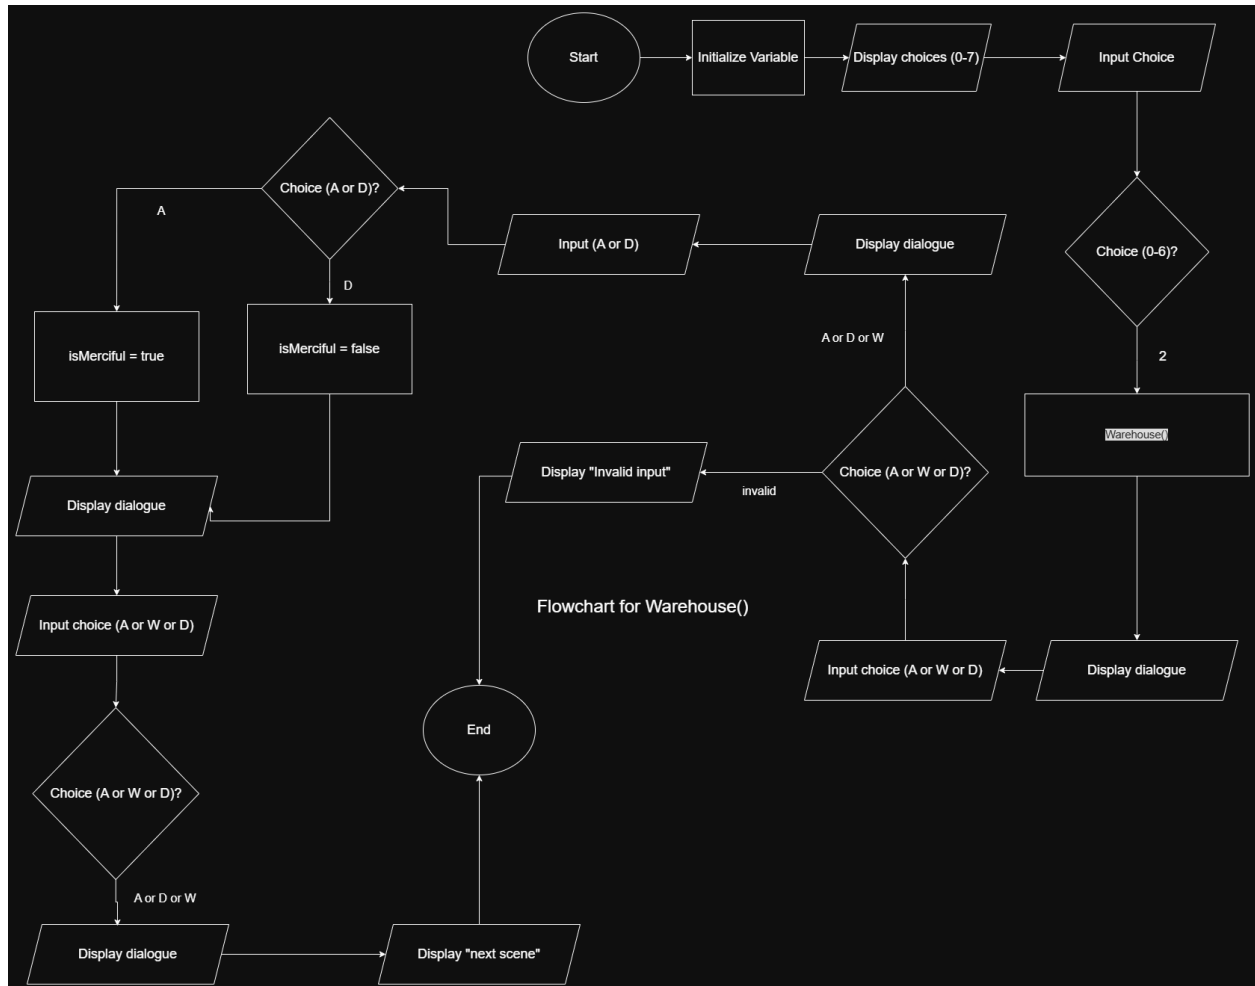 Start
Initialize Variable
Display choices (0-7)
Input Choice
Choice (0-6)?
2
Warehouse()
Display dialogue
Input choice (A or W or D)
Choice (A or W or D)?
invalid
Display "Invalid input"
A or D or W
Display dialogue
Input (A or D)
Choice (A or D)?
A
D
isMerciful = true
isMerciful = false
Display dialogue
Input choice (A or W or D)
Choice (A or W or D)?
A or D or W
Display dialogue
Display "next scene"
End
Flowchart for Warehouse()